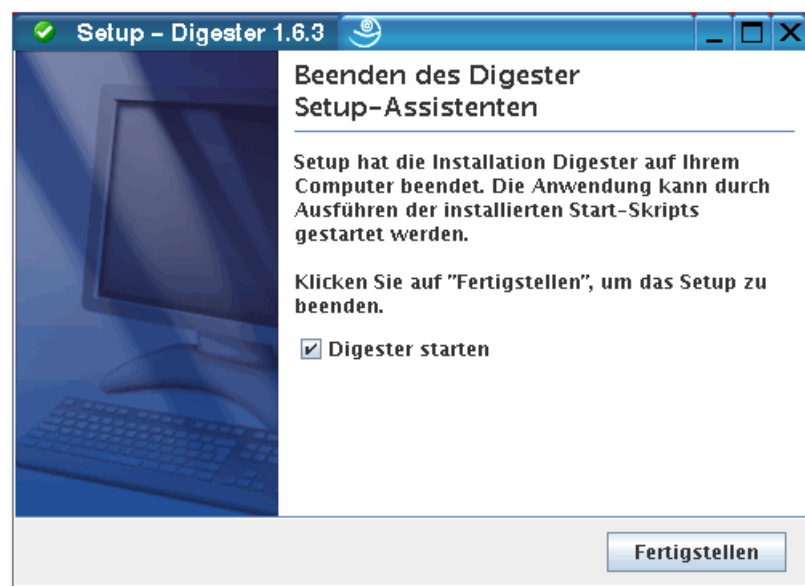 Setup – Digester 1.6.3
Beenden des Digester
Setup-Assistenten
Setup hat die Installation Digester auf Ihrem
Computer beendet. Die Anwendung kann durch
Ausführen der installierten Start-Skripts
gestartet werden.
Klicken Sie auf "Fertigstellen", um das Setup zu
beenden.
Digester starten
Fertigstellen